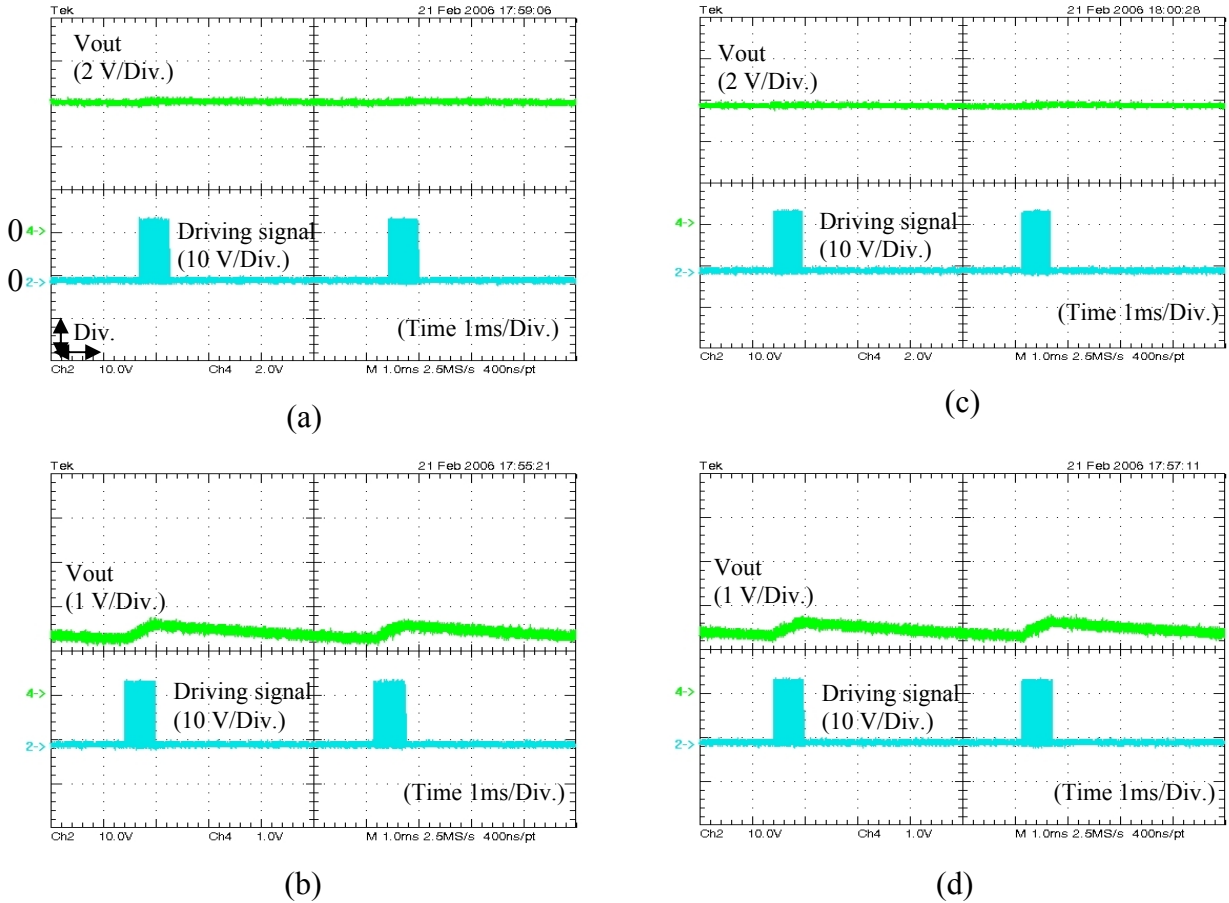 Tek 21 Feb 2006 17:59:06
Vout
(2 V/Div.)
0 4->
Driving signal
(10 V/Div.)
0 2->
Div.
(Time 1ms/Div.)
Ch2 10.0V Ch4 2.0V M 1.0ms 2.5MS/s 400ns/pt
(a)
Tek 21 Feb 2006 18:00:28
Vout
(2 V/Div.)
4->
Driving signal
(10 V/Div.)
2->
(Time 1ms/Div.)
Ch2 10.0V Ch4 2.0V M 1.0ms 2.5MS/s 400ns/pt
(c)
Tek 21 Feb 2006 17:55:21
Vout
(1 V/Div.)
4->
Driving signal
(10 V/Div.)
2->
(Time 1ms/Div.)
Ch2 10.0V Ch4 1.0V M 1.0ms 2.5MS/s 400ns/pt
(b)
Tek 21 Feb 2006 17:57:11
Vout
(1 V/Div.)
4->
Driving signal
(10 V/Div.)
2->
(Time 1ms/Div.)
Ch2 10.0V Ch4 1.0V M 1.0ms 2.5MS/s 400ns/pt
(d)